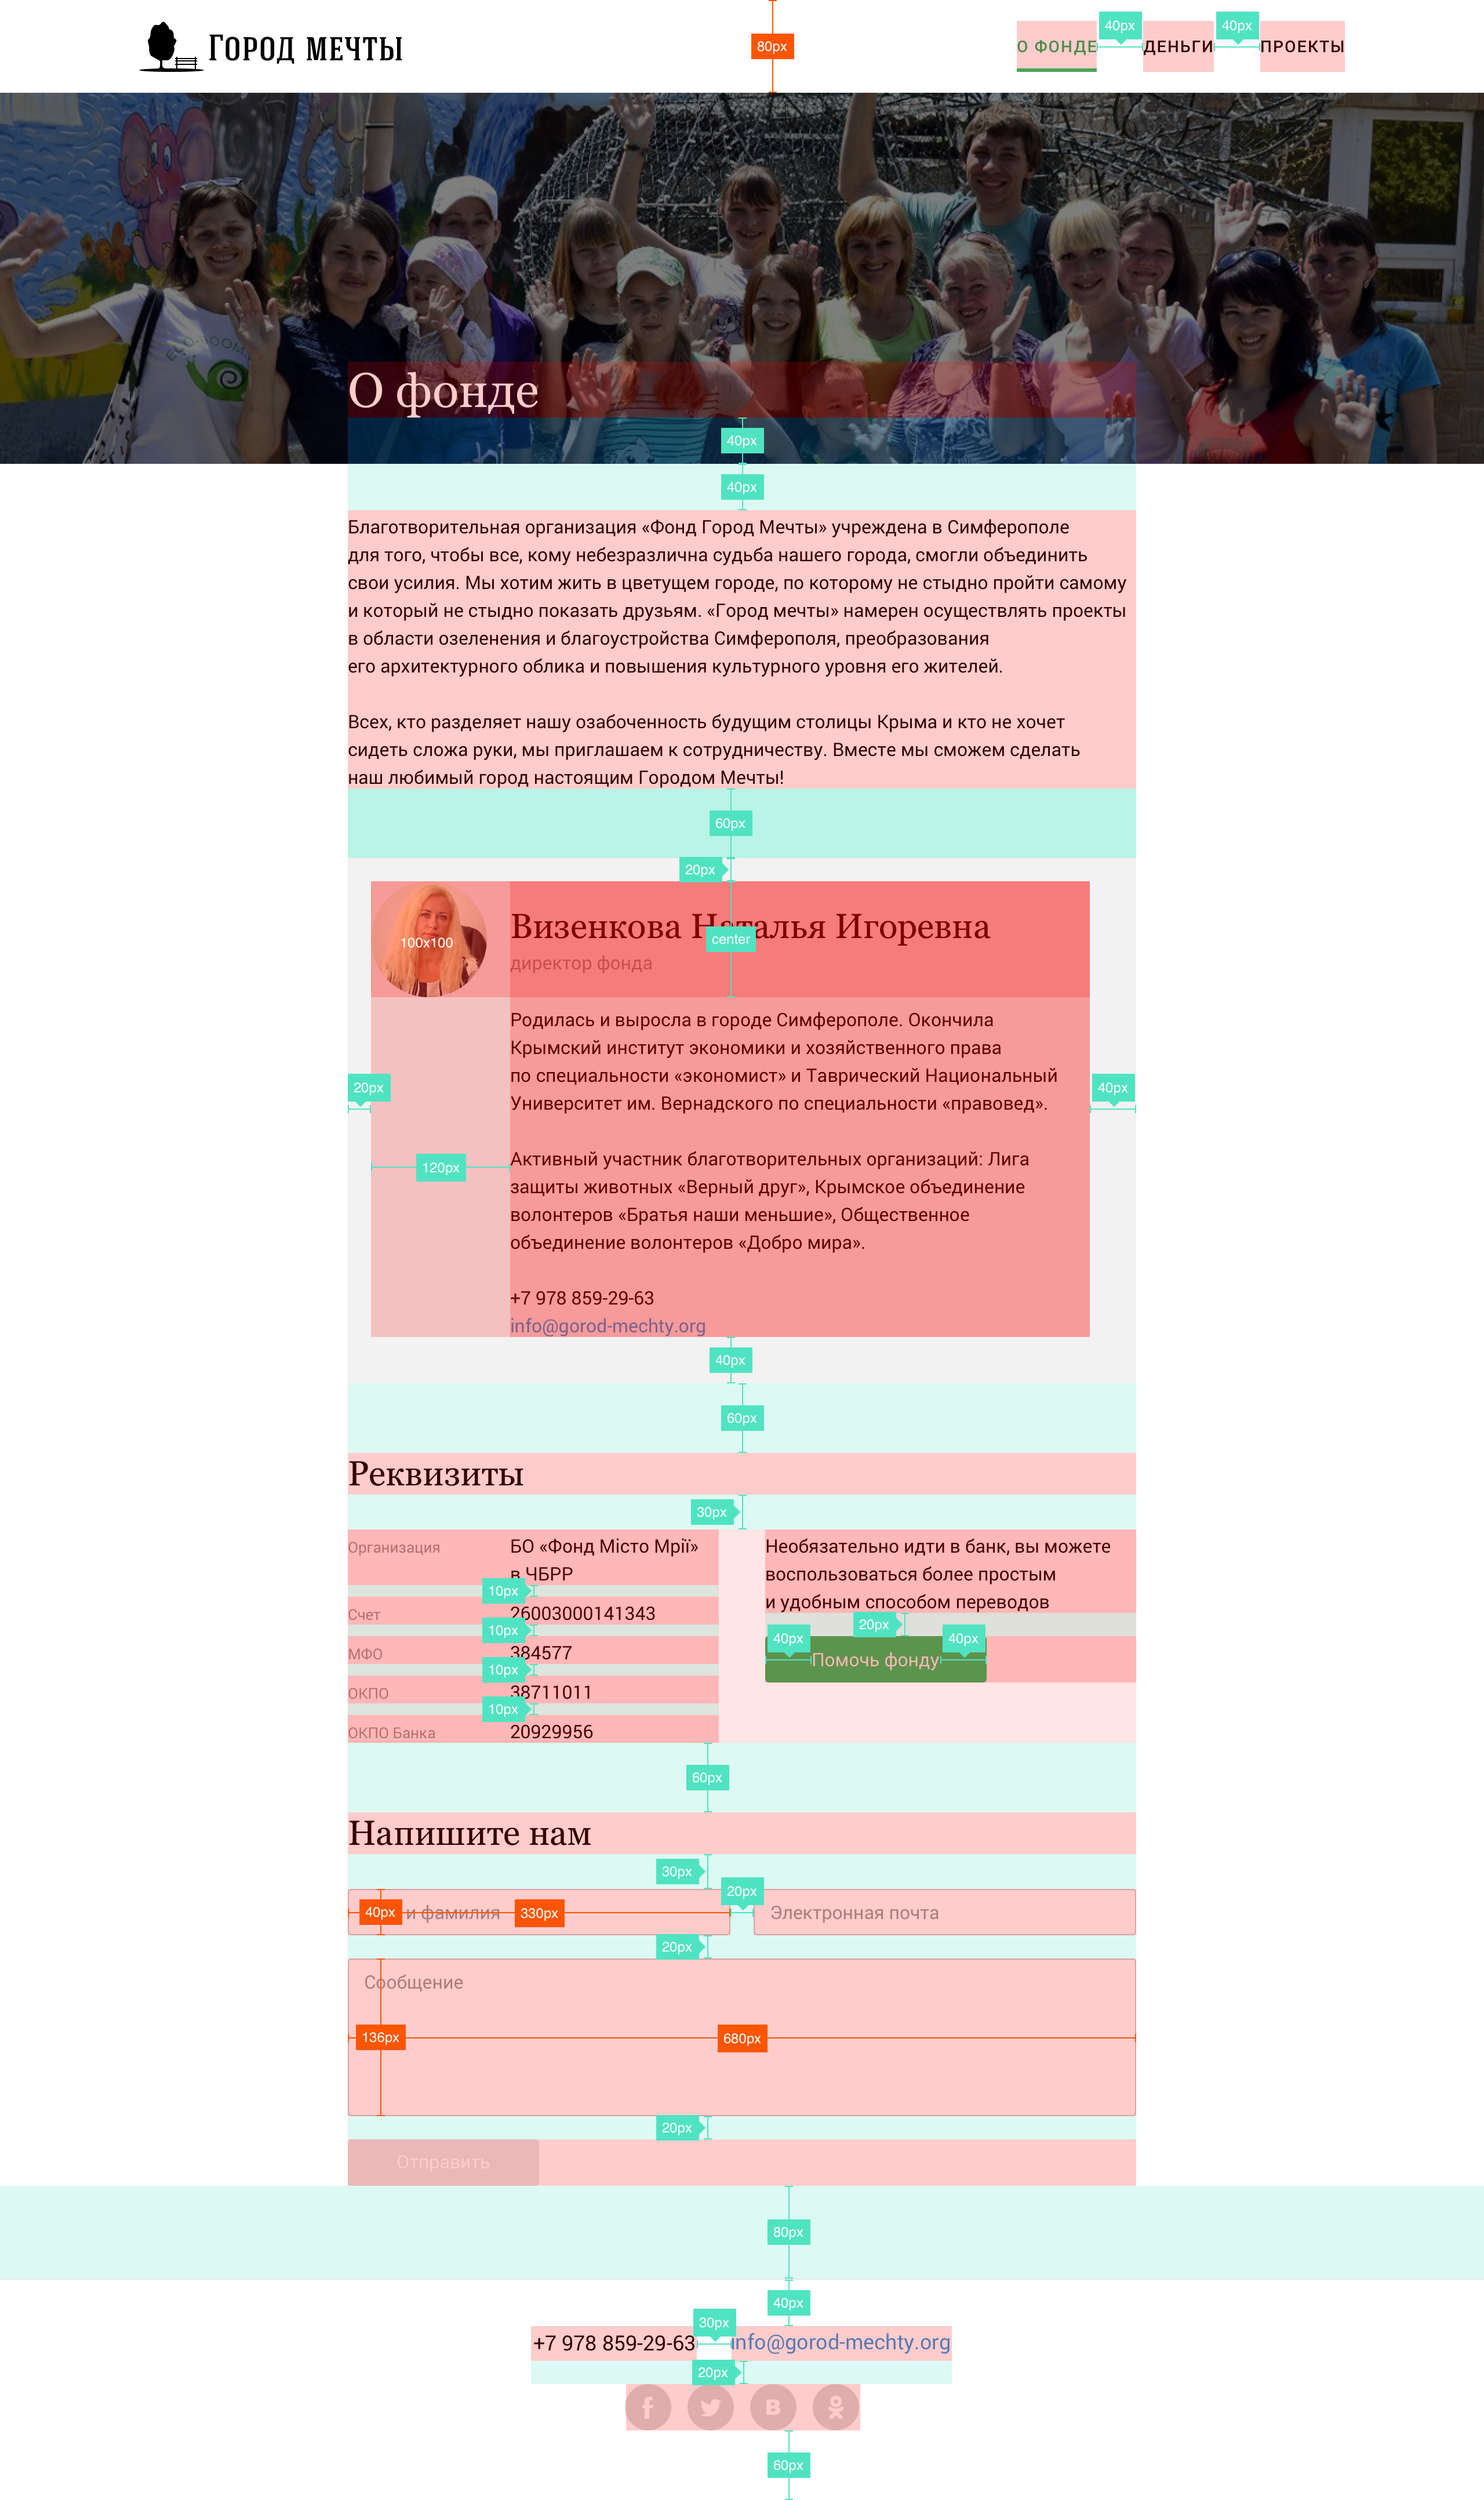 Город мечты
80px
О ФОНДЕ
40px
ДЕНЬГИ
40px
ПРОЕКТЫ
О фонде
40px
40px
Благотворительная организация «Фонд Город Мечты» учреждена в Симферополе
для того, чтобы все, кому небезразлична судьба нашего города, смогли объединить
свои усилия. Мы хотим жить в цветущем городе, по которому не стыдно пройти самому
и который не стыдно показать друзьям. «Город мечты» намерен осуществлять проекты
в области озеленения и благоустройства Симферополя, преобразования
его архитектурного облика и повышения культурного уровня его жителей.
Всех, кто разделяет нашу озабоченность будущим столицы Крыма и кто не хочет
сидеть сложа руки, мы приглашаем к сотрудничеству. Вместе мы сможем сделать
наш любимый город настоящим Городом Мечты!
60px
20px
100x100
Визенкова Наталья Игоревна
center
директор фонда
Родилась и выросла в городе Симферополе. Окончила
Крымский институт экономики и хозяйственного права
по специальности «экономист» и Таврический Национальный
Университет им. Вернадского по специальности «правовед».
20px
40px
120px
Активный участник благотворительных организаций: Лига
защиты животных «Верный друг», Крымское объединение
волонтеров «Братья наши меньшие», Общественное
объединение волонтеров «Добро мира».
+7 978 859-29-63
info@gorod-mechty.org
40px
60px
Реквизиты
30px
Организация
БО «Фонд Місто Мрії»
в ЧБРР
10px
Счет
26003000141343
10px
МФО
384577
10px
ОКПО
38711011
10px
ОКПО Банка
20929956
Необязательно идти в банк, вы можете
воспользоваться более простым
и удобным способом переводов
20px
40px
40px
Помочь фонду
60px
Напишите нам
30px
40px
и фамилия
330px
20px
Электронная почта
20px
Сообщение
136px
680px
20px
Отправить
80px
40px
30px
+7 978 859-29-63
info@gorod-mechty.org
20px
60px